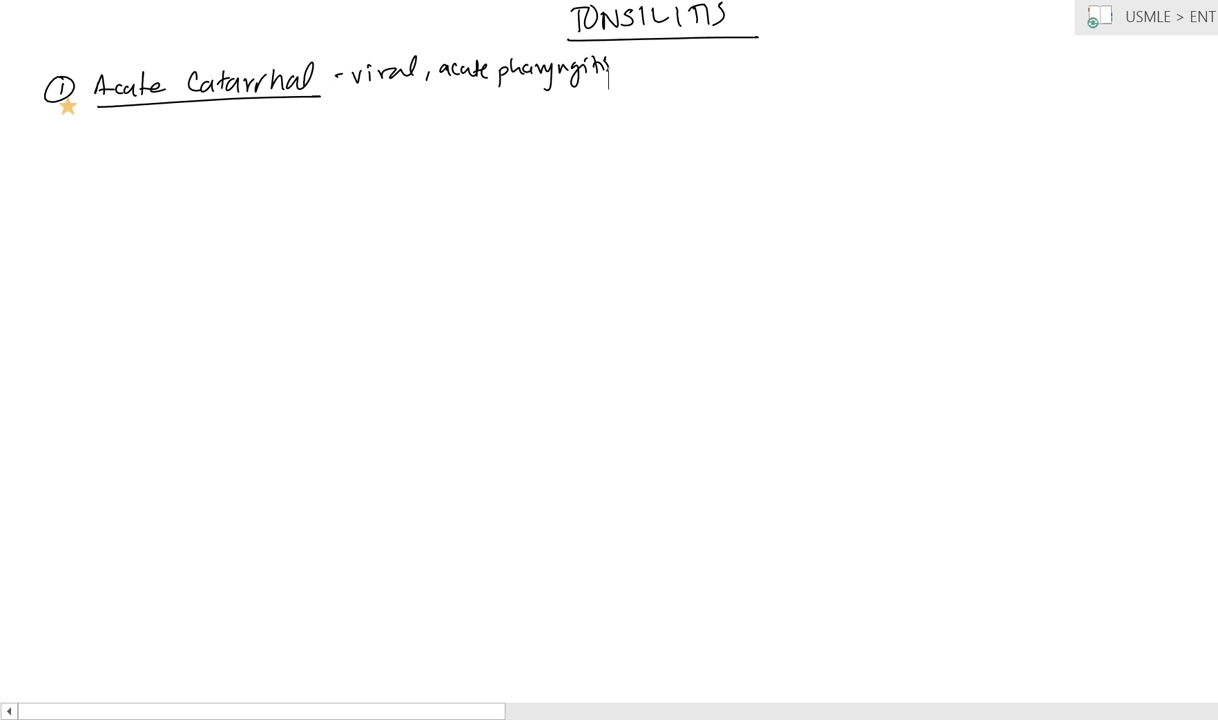 TONSILITIS
USMLE > ENT
① Acute Catarrhal - viral, acute pharyngitis